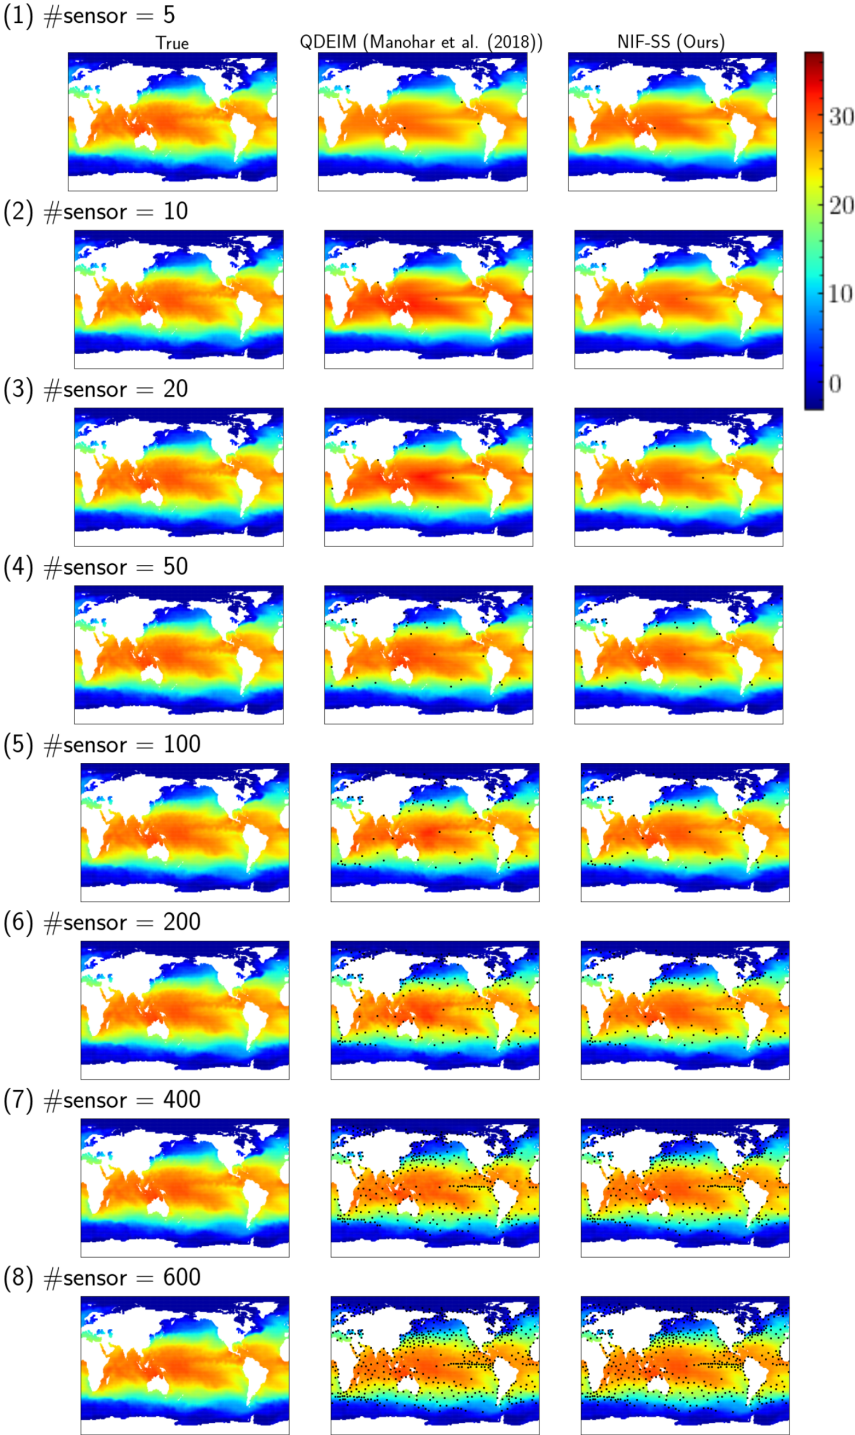 (1) #sensor = 5
True
QDEIM (Manohar et al. (2018))
NIF-SS (Ours)
30
20
10
0
(2) #sensor = 10
(3) #sensor = 20
(4) #sensor = 50
(5) #sensor = 100
(6) #sensor = 200
(7) #sensor = 400
(8) #sensor = 600